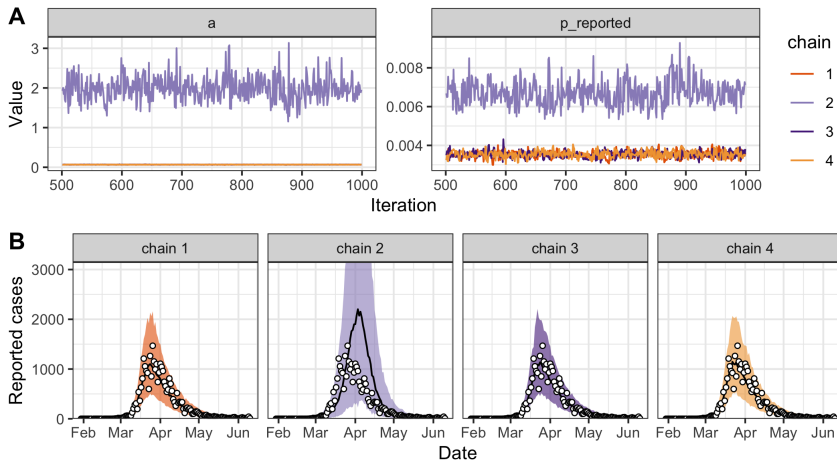 A
a
p_reported
Value
3
2
1
0
0.008
0.006
0.004
500 600 700 800 900 1000
500 600 700 800 900 1000
Iteration
chain
1
2
3
4
B
chain 1
chain 2
chain 3
chain 4
Reported cases
3000
2000
1000
0
Feb Mar Apr May Jun
Feb Mar Apr May Jun
Feb Mar Apr May Jun
Feb Mar Apr May Jun
Date